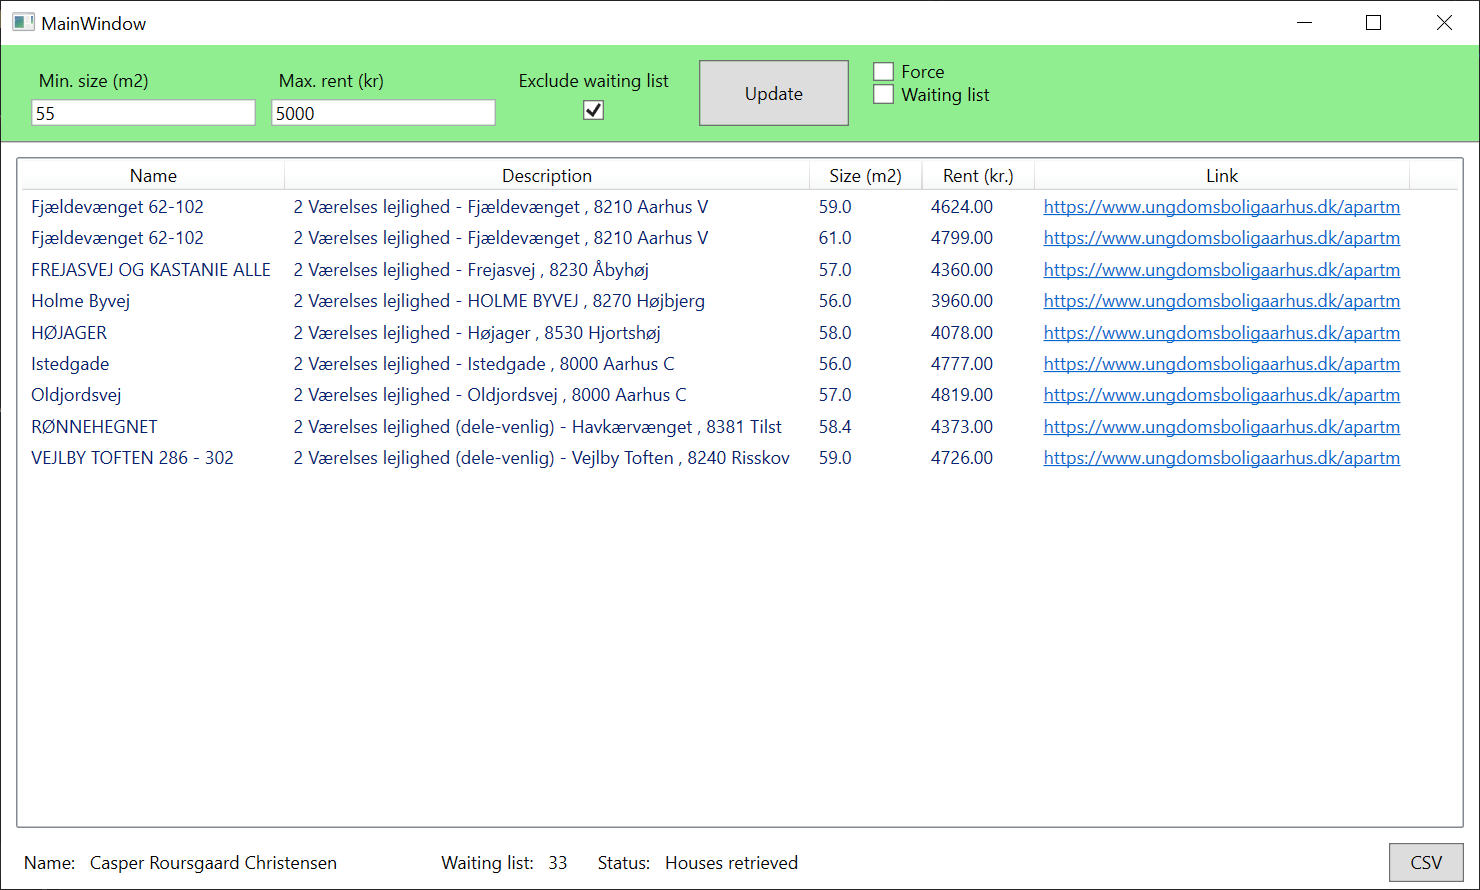 MainWindow
Min. size (m2) Max. rent (kr) Exclude waiting list
55 5000 Update
Force
Waiting list
Name Description Size (m2) Rent (kr.) Link
Fjældevænget 62-102 2 Værelses lejlighed - Fjældevænget , 8210 Aarhus V 59.0 4624.00 https://www.ungdomsboligaarhus.dk/apartm
Fjældevænget 62-102 2 Værelses lejlighed - Fjældevænget , 8210 Aarhus V 61.0 4799.00 https://www.ungdomsboligaarhus.dk/apartm
FREJASVEJ OG KASTANIE ALLE 2 Værelses lejlighed - Frejasvej , 8230 Åbyhøj 57.0 4360.00 https://www.ungdomsboligaarhus.dk/apartm
Holme Byvej 2 Værelses lejlighed - HOLME BYVEJ , 8270 Højbjerg 56.0 3960.00 https://www.ungdomsboligaarhus.dk/apartm
HØJAGER 2 Værelses lejlighed - Højager , 8530 Hjortshøj 58.0 4078.00 https://www.ungdomsboligaarhus.dk/apartm
Istedgade 2 Værelses lejlighed - Istedgade , 8000 Aarhus C 56.0 4777.00 https://www.ungdomsboligaarhus.dk/apartm
Oldjordsvej 2 Værelses lejlighed - Oldjordsvej , 8000 Aarhus C 57.0 4819.00 https://www.ungdomsboligaarhus.dk/apartm
RØNNEHEGNET 2 Værelses lejlighed (dele-venlig) - Havkærvænget , 8381 Tilst 58.4 4373.00 https://www.ungdomsboligaarhus.dk/apartm
VEJLBY TOFTEN 286 - 302 2 Værelses lejlighed (dele-venlig) - Vejlby Toften , 8240 Risskov 59.0 4726.00 https://www.ungdomsboligaarhus.dk/apartm
Name: Casper Roursgaard Christensen Waiting list: 33 Status: Houses retrieved CSV